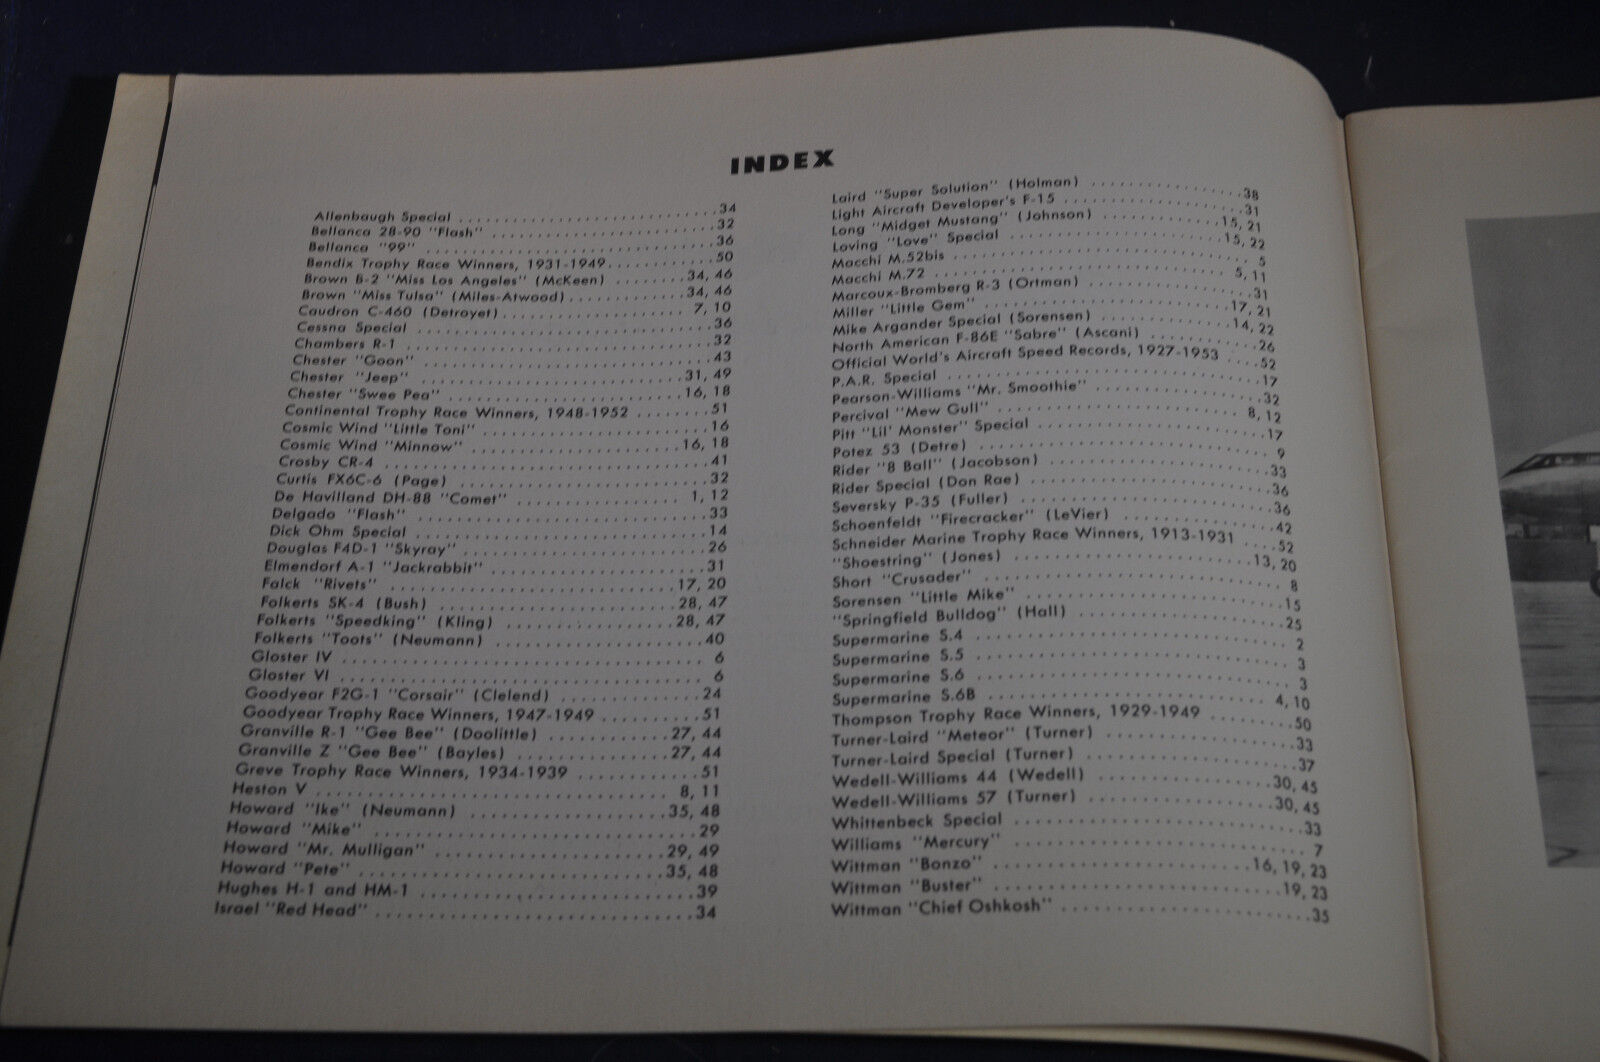 INDEX
Allenbaugh Special 34
Bellanca 28-90 "Flash" 32
Bellanca "99" 36
Bendix Trophy Race Winners, 1931-1949 50
Brown B-2 "Miss Los Angeles" (McKeen) 34, 46
Brown "Miss Tulsa" (Miles-Atwood) 34, 46
Caudron C-460 (Detroyet) 7, 10
Cessna Special 36
Chambers R-1 32
Chester "Goon" 43
Chester "Jeep" 31, 49
Chester "Swee Pea" 16, 18
Continental Trophy Race Winners, 1948-1952 51
Cosmic Wind "Little Toni" 16
Cosmic Wind "Minnow" 16, 18
Crosby CR-4 41
Curtis FX6C-6 (Page) 32
De Havilland DH-88 "Comet" 1, 12
Delgado "Flash" 33
Dick Ohm Special 14
Douglas F4D-1 "Skyray" 26
Elmendorf A-1 "Jackrabbit" 31
Falck "Rivets" 17, 20
Folkerts SK-4 (Bush) 28, 47
Folkerts "Speedking" (Kling) 28, 47
Folkerts "Toots" (Neumann) 40
Gloster IV 6
Gloster VI 6
Goodyear F2G-1 "Corsair" (Clelend) 24
Goodyear Trophy Race Winners, 1947-1949 51
Granville R-1 "Gee Bee" (Doolittle) 27, 44
Granville Z "Gee Bee" (Bayles) 27, 44
Greve Trophy Race Winners, 1934-1939 51
Heston V 8, 11
Howard "Ike" (Neumann) 35, 48
Howard "Mike" 29
Howard "Mr. Mulligan" 29, 49
Howard "Pete" 35, 48
Hughes H-1 and HM-1 39
Israel "Red Head" 34
Laird "Super Solution" (Holman) 38
Light Aircraft Developer's F-15 31
Long "Midget Mustang" (Johnson) 15, 21
Loving "Love" Special 15, 22
Macchi M.52bis 5
Macchi M.72 5, 11
Marcoux-Bromberg R-3 (Ortman) 31
Miller "Little Gem" 17, 21
Mike Argander Special (Sorensen) 14, 22
North American F-86E "Sabre" (Ascani) 26
Official World's Aircraft Speed Records, 1927-1953 52
P.A.R. Special 17
Pearson-Williams "Mr. Smoothie" 32
Percival "Mew Gull" 8, 12
Pitt "Lil' Monster" Special 17
Potez 53 (Detre) 9
Rider "8 Ball" (Jacobson) 33
Rider Special (Don Rae) 36
Seversky P-35 (Fuller) 36
Schoenfeldt "Firecracker" (LeVier) 42
Schneider Marine Trophy Race Winners, 1913-1931 52
"Shoestring" (Jones) 13, 20
Short "Crusader" 8
Sorensen "Little Mike" 15
"Springfield Bulldog" (Hall) 25
Supermarine S.4 2
Supermarine S.5 3
Supermarine S.6 3
Supermarine S.6B 4, 10
Thompson Trophy Race Winners, 1929-1949 50
Turner-Laird "Meteor" (Turner) 33
Turner-Laird Special (Turner) 37
Wedell-Williams 44 (Wedell) 30, 45
Wedell-Williams 57 (Turner) 30, 45
Whittenbeck Special 33
Williams "Mercury" 7
Wittman "Bonzo" 16, 19, 23
Wittman "Buster" 19, 23
Wittman "Chief Oshkosh" 35